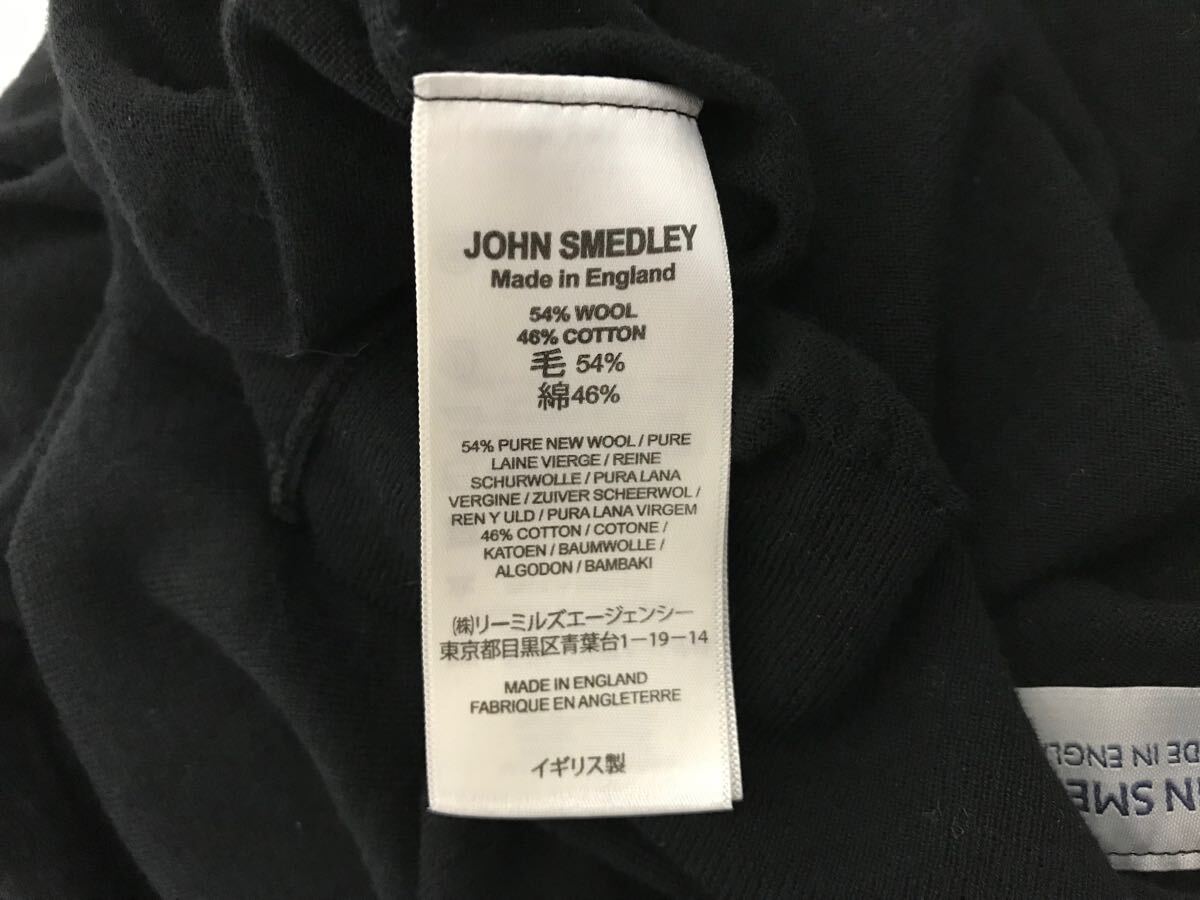 JOHN SMEDLEY
Made in England
54% WOOL
46% COTTON
毛 54%
綿46%
54% PURE NEW WOOL / PURE
LAINE VIERGE / REINE
SCHURWOLLE / PURA LANA
VERGINE / ZUIVER SCHEERWOL /
REN Y ULD / PURA LANA VIRGEM
46% COTTON / COTONE /
KATOEN / BAUMWOLLE /
ALGODON / BAMBAKI
(株)リーミルズエージェンシー
東京都目黒区青葉台1-19-14
MADE IN ENGLAND
FABRIQUE EN ANGLETERRE
イギリス製